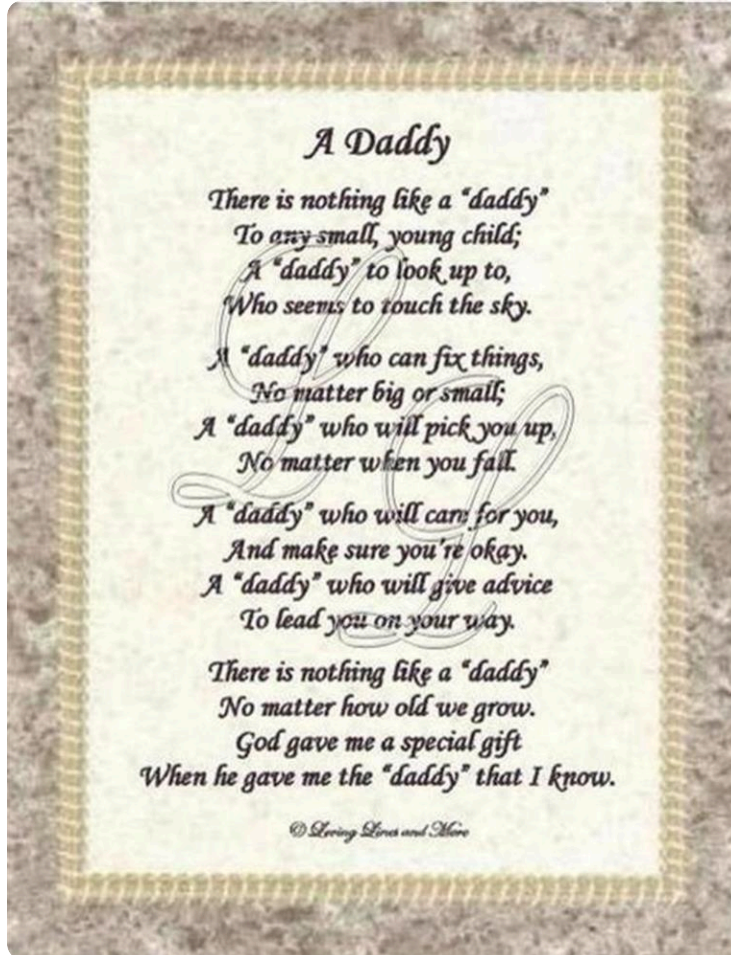 A Daddy
There is nothing like a “daddy”
To any small, young child;
A “daddy” to look up to,
Who seems to touch the sky.
A “daddy” who can fix things,
No matter big or small;
A “daddy” who will pick you up,
No matter when you fall.
A “daddy” who will care for you,
And make sure you're okay.
A “daddy” who will give advice
To lead you on your way.
There is nothing like a “daddy”
No matter how old we grow.
God gave me a special gift
When he gave me the “daddy” that I know.
© Loving Lines and More
LL